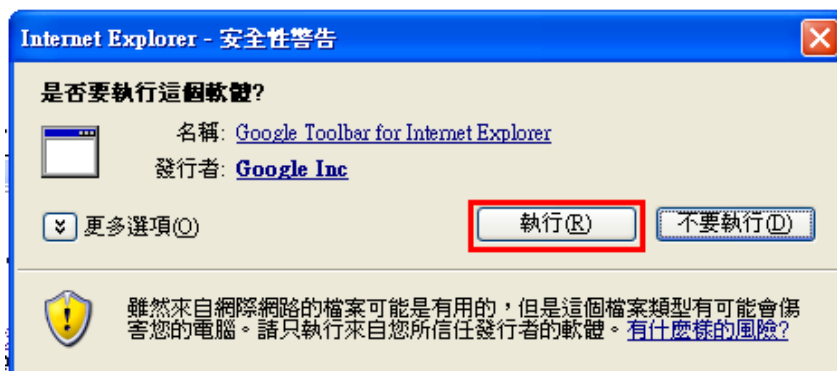 Internet Explorer - 安全性警告
是否要執行這個軟體?
名稱: Google Toolbar for Internet Explorer
發行者: Google Inc
更多選項(O)
執行(R)
不要執行(D)
雖然來自網際網路的檔案可能是有用的，但是這個檔案類型有可能會傷
害您的電腦。請只執行來自您所信任發行者的軟體。有什麼樣的風險?